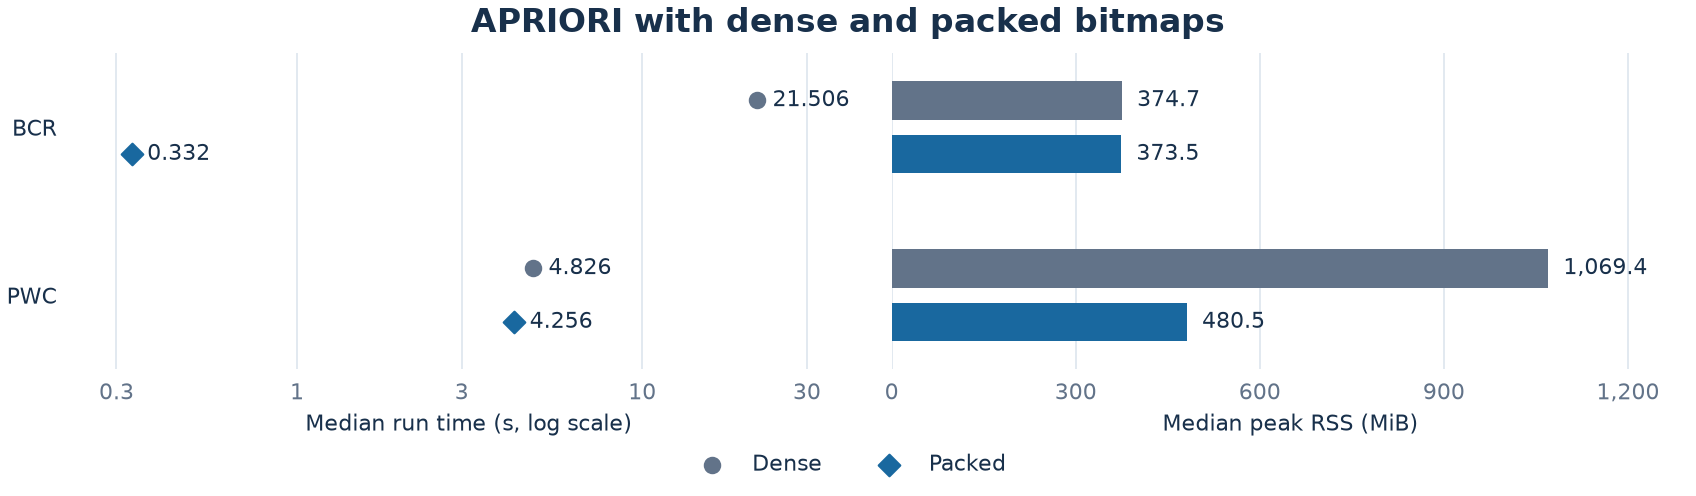 APRIORI with dense and packed bitmaps
BCR
21.506
0.332
374.7
373.5
PWC
4.826
4.256
1,069.4
480.5
0.3 1 3 10 30
0 300 600 900 1,200
Median run time (s, log scale)
Median peak RSS (MiB)
Dense Packed